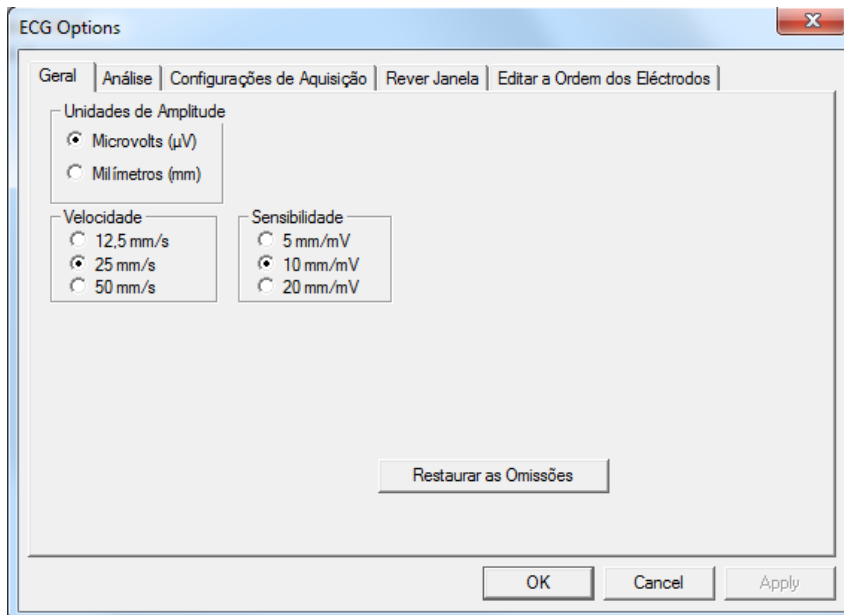 ECG Options
Geral Análise Configurações de Aquisição Rever Janela Editar a Ordem dos Eléctrodos
Unidades de Amplitude
Microvolts (µV)
Milímetros (mm)
Velocidade Sensibilidade
12,5 mm/s 5 mm/mV
25 mm/s 10 mm/mV
50 mm/s 20 mm/mV
Restaurar as Omissões
OK Cancel Apply